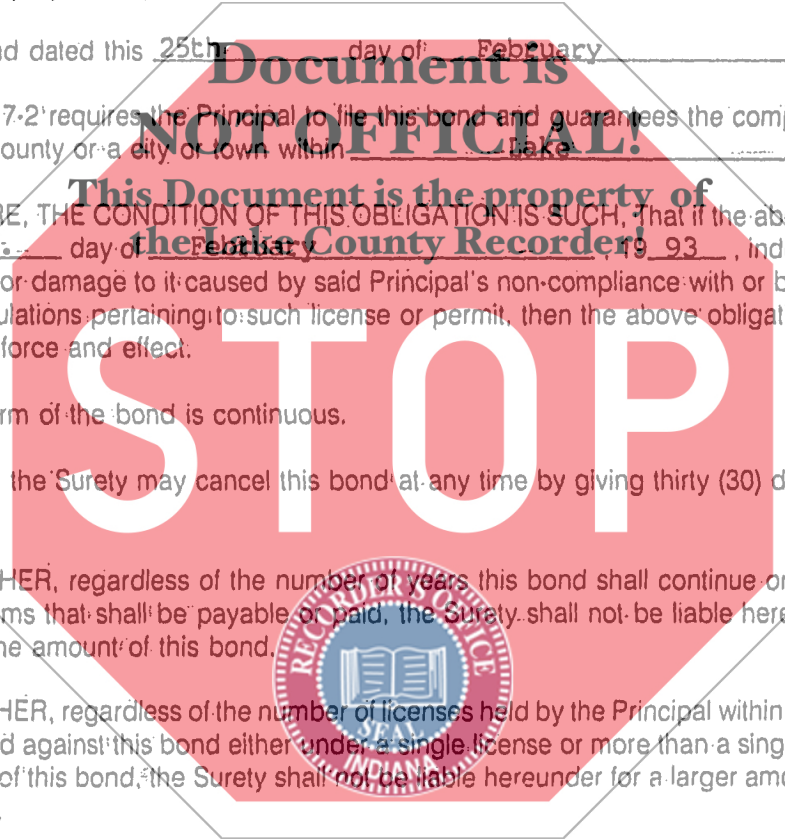 nd dated this 25th day of February
Document is
7-2 requires the Principal to file this bond and guarantees the comp
NOT OFFICIAL!
ounty or a city or town within Lake
This Document is the property of
RE, THE CONDITION OF THIS OBLIGATION IS SUCH, That if the ab
the Lake County Recorder!
day of February, 19 93, ind
or damage to it caused by said Principal's non-compliance with or b
ulations pertaining to such license or permit, then the above obligat
force and effect.
STOP
rm of the bond is continuous.
the Surety may cancel this bond at any time by giving thirty (30) d
HER, regardless of the number of years this bond shall continue or
ms that shall be payable or paid, the Surety shall not be liable here
he amount of this bond.
RECORDER'S OFFICE
SEAL
INDIANA
HER, regardless of the number of licenses held by the Principal within
d against this bond either under a single license or more than a sing
of this bond, the Surety shall not be liable hereunder for a larger amo